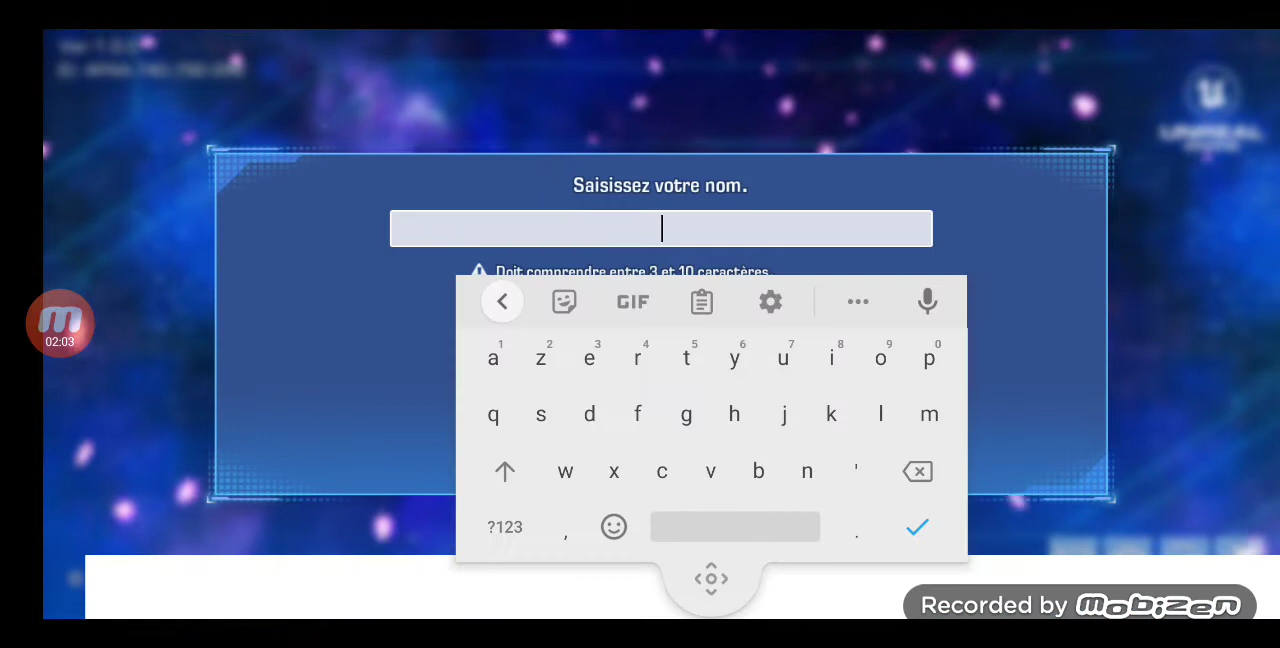 Saisissez votre nom.
Doit comprendre entre 3 et 10 caractères.
UNREAL
02:03
GIF
1 2 3 4 5 6 7 8 9 0
a z e r t y u i o p
q s d f g h j k l m
w x c v b n '
?123 , .
Recorded by mobizen